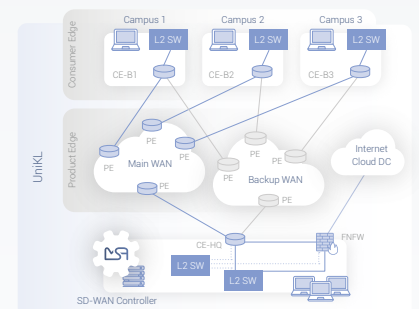 Campus 1
Campus 2
Campus 3
Consumer Edge
L2 SW
L2 SW
L2 SW
CE-B1
CE-B2
CE-B3
UniKL
Product Edge
PE
PE
PE
Main WAN
PE
PE
PE
PE
Backup WAN
PE
Internet
Cloud DC
CE-HQ
FNFW
L2 SW
L2 SW
SD-WAN Controller